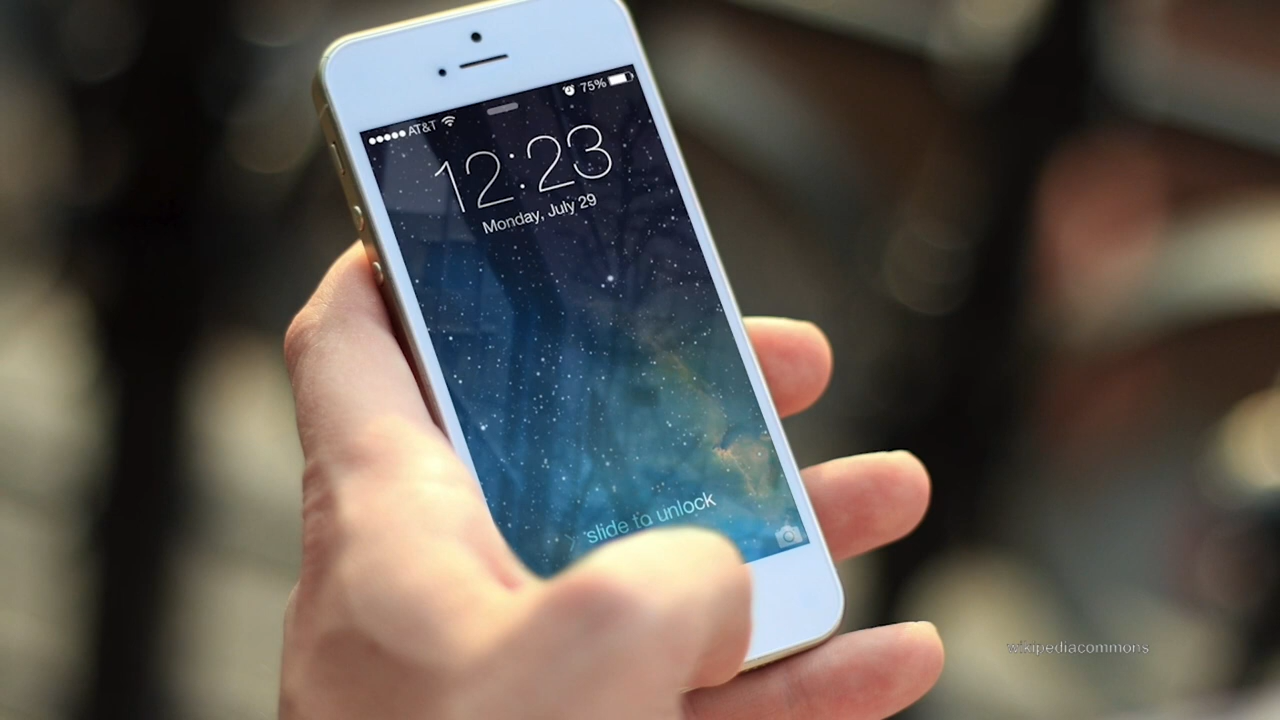 AT&T 75%
12:23
Monday, July 29
slide to unlock
wikipediacommons